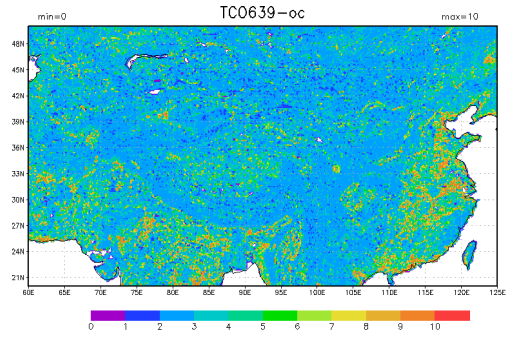 TCO639-oc
min=0 max=10
48N
45N
42N
39N
36N
33N
30N
27N
24N
21N
60E 65E 70E 75E 80E 85E 90E 95E 100E 105E 110E 115E 120E 125E
0 1 2 3 4 5 6 7 8 9 10